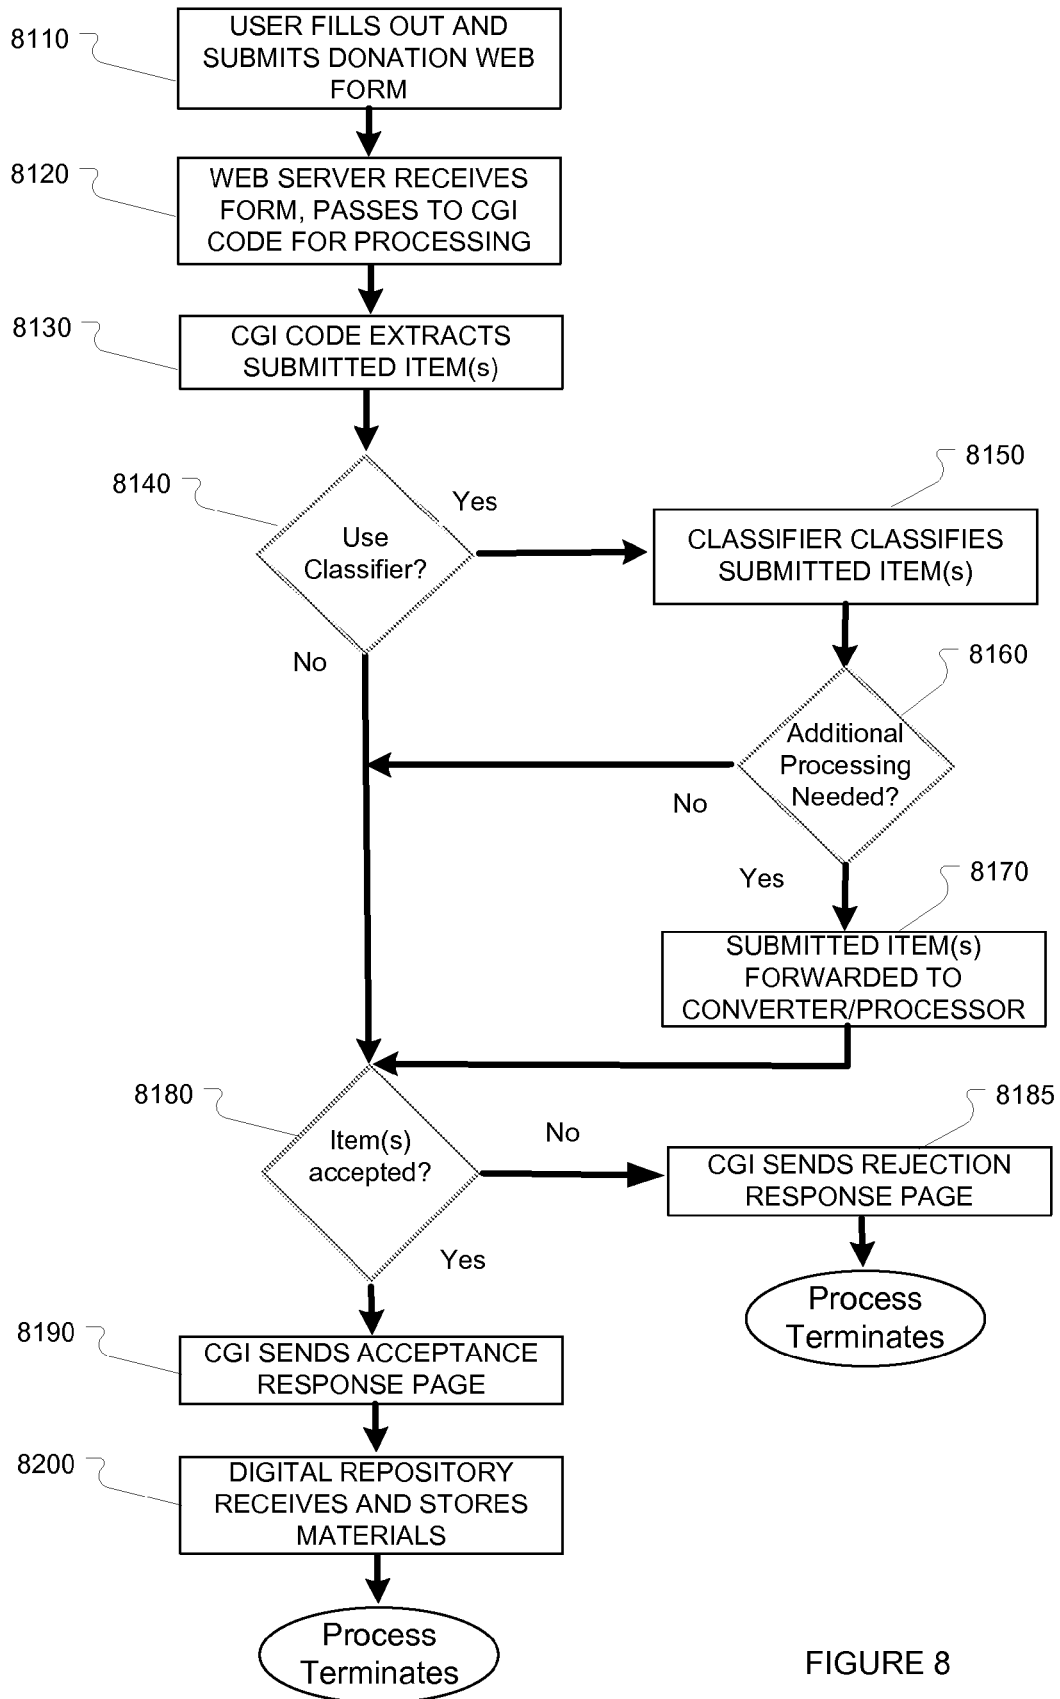 8110
USER FILLS OUT AND
SUBMITS DONATION WEB
FORM
8120
WEB SERVER RECEIVES
FORM, PASSES TO CGI
CODE FOR PROCESSING
8130
CGI CODE EXTRACTS
SUBMITTED ITEM(s)
8140
Use
Classifier?
Yes
No
8150
CLASSIFIER CLASSIFIES
SUBMITTED ITEM(s)
8160
Additional
Processing
Needed?
No
Yes
8170
SUBMITTED ITEM(s)
FORWARDED TO
CONVERTER/PROCESSOR
8180
Item(s)
accepted?
No
Yes
8185
CGI SENDS REJECTION
RESPONSE PAGE
Process
Terminates
8190
CGI SENDS ACCEPTANCE
RESPONSE PAGE
8200
DIGITAL REPOSITORY
RECEIVES AND STORES
MATERIALS
Process
Terminates
FIGURE 8